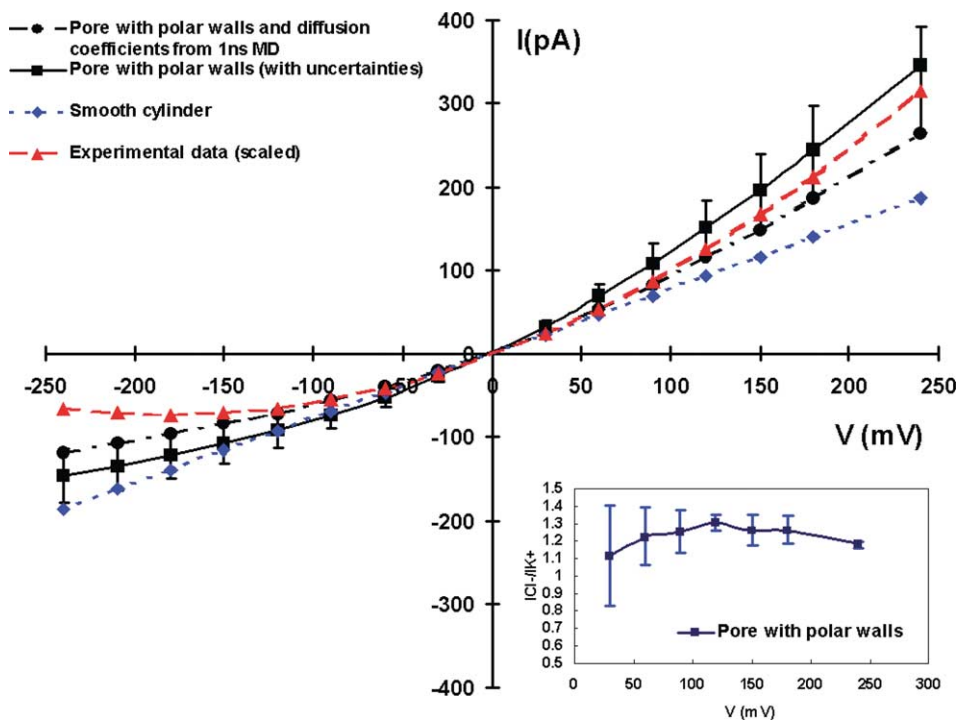 Pore with polar walls and diffusion
coefficients from 1ns MD
Pore with polar walls (with uncertainties)
Smooth cylinder
Experimental data (scaled)
I(pA)
400
300
200
100
0
-100
-200
-300
-400
-250 -200 -150 -100 -50 0 50 100 150 200 250
V (mV)
ICl-/IK+
1.5
1.4
1.3
1.2
1.1
1
0.9
0.8
0.7
0.6
0.5
Pore with polar walls
0 50 100 150 200 250 300
V (mV)